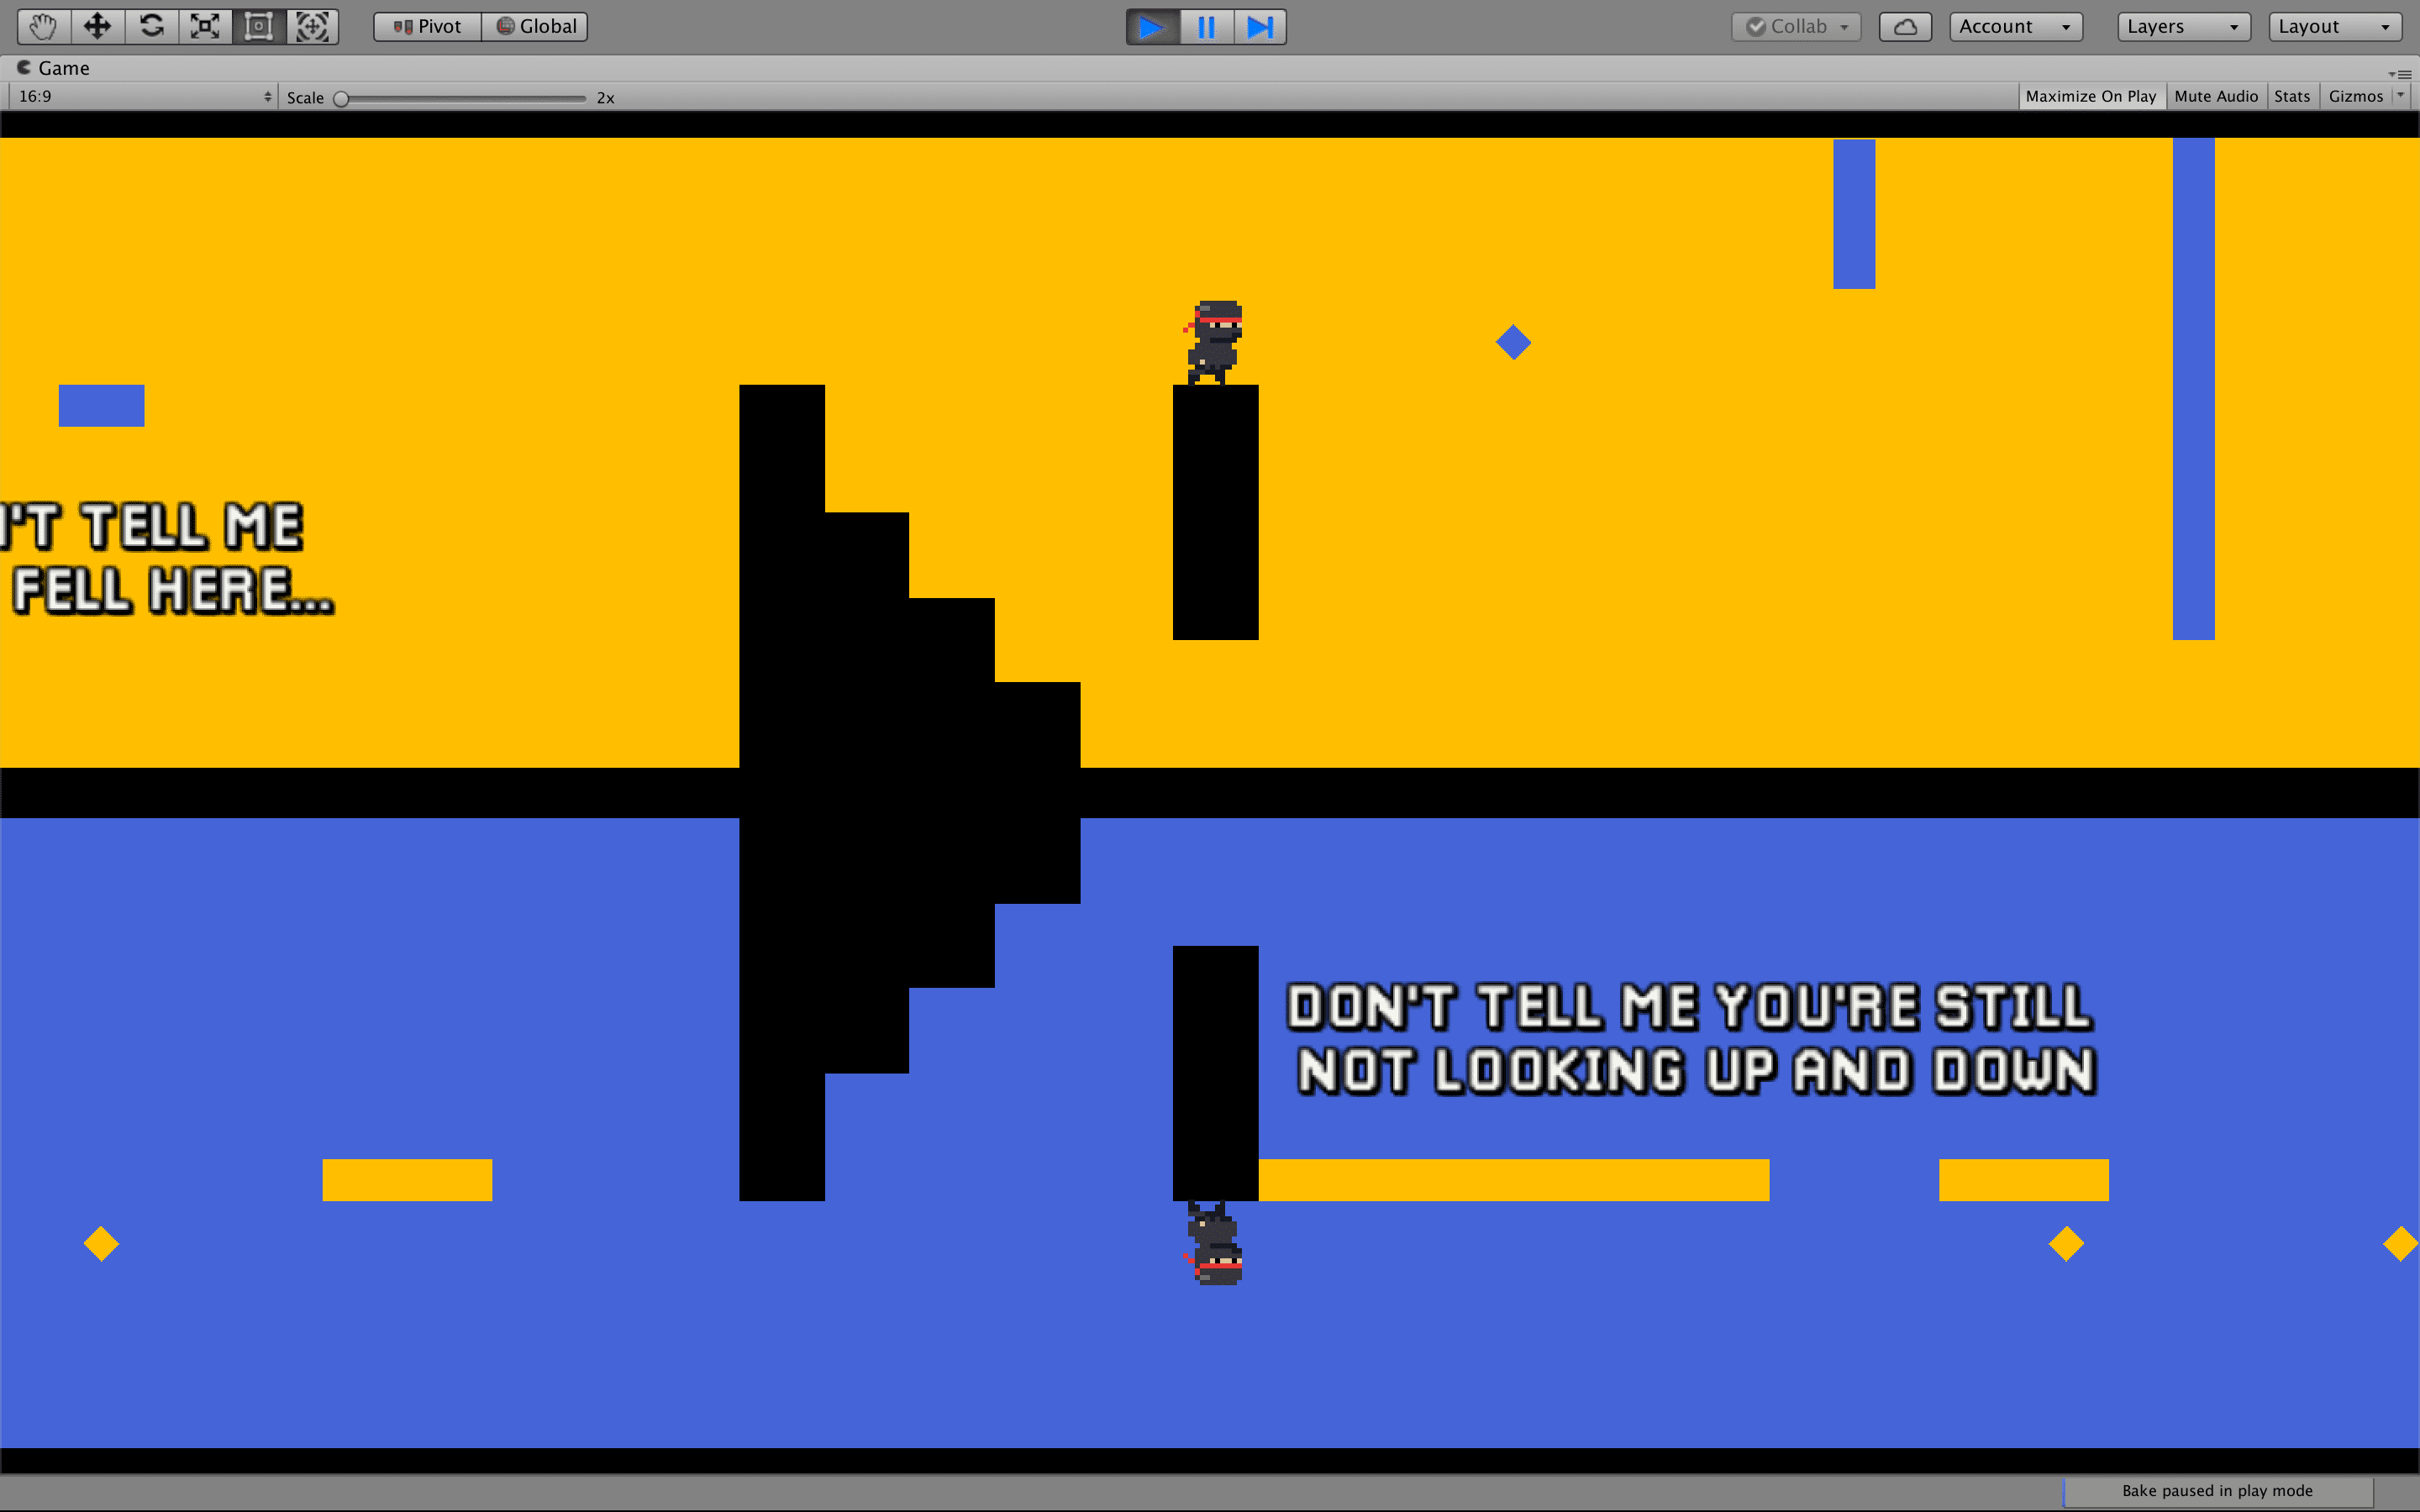 Pivot Global Collab Account Layers Layout
Game
16:9 Scale 2x Maximize On Play Mute Audio Stats Gizmos
'T TELL ME
FELL HERE...
DON'T TELL ME YOU'RE STILL
NOT LOOKING UP AND DOWN
Bake paused in play mode